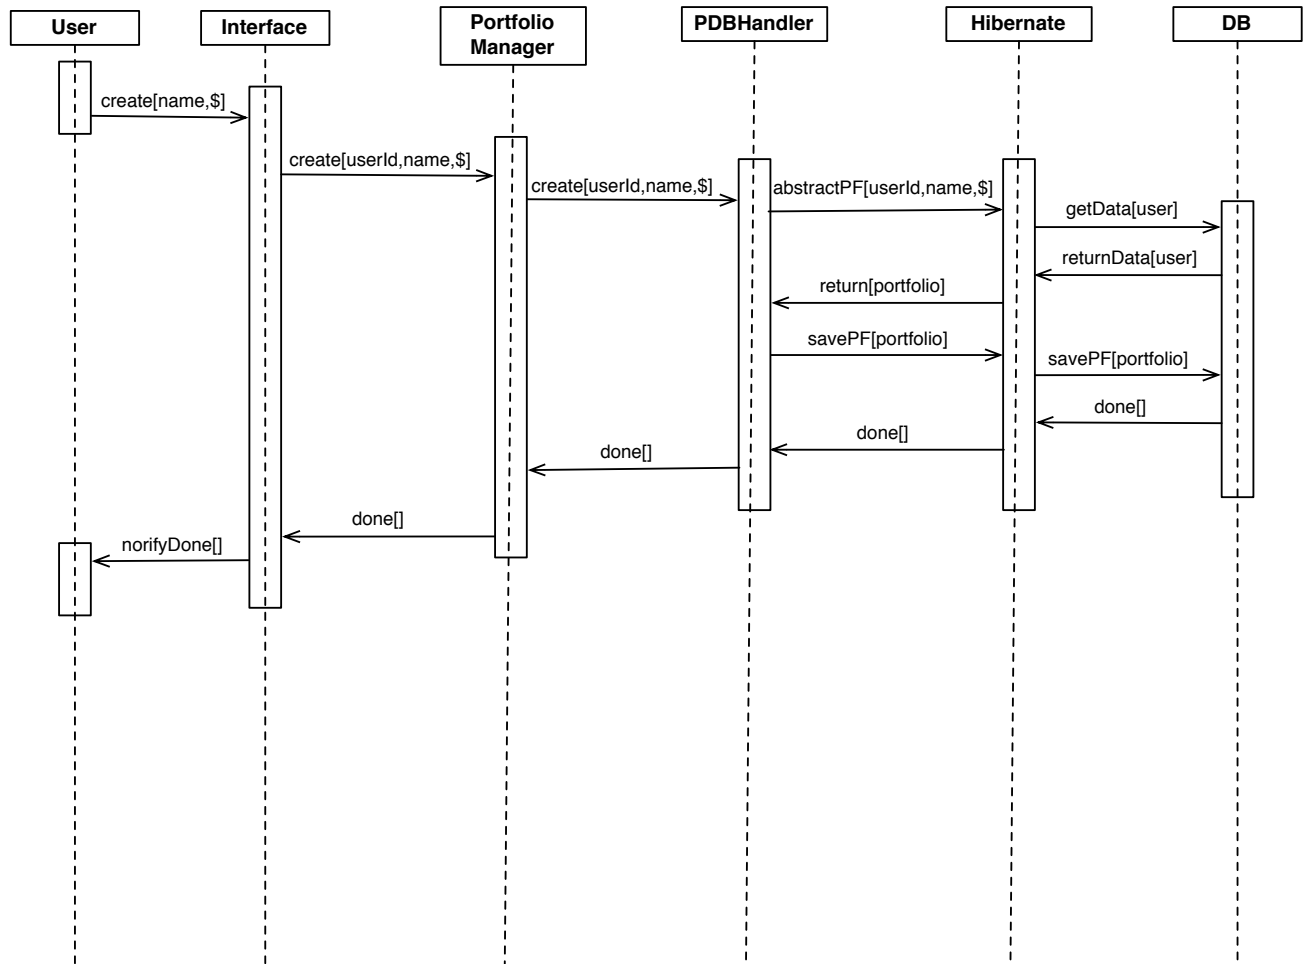 User
Interface
Portfolio
Manager
PDBHandler
Hibernate
DB
create[name,$]
create[userId,name,$]
create[userId,name,$]
abstractPF[userId,name,$]
getData[user]
returnData[user]
return[portfolio]
savePF[portfolio]
savePF[portfolio]
done[]
done[]
done[]
done[]
norifyDone[]